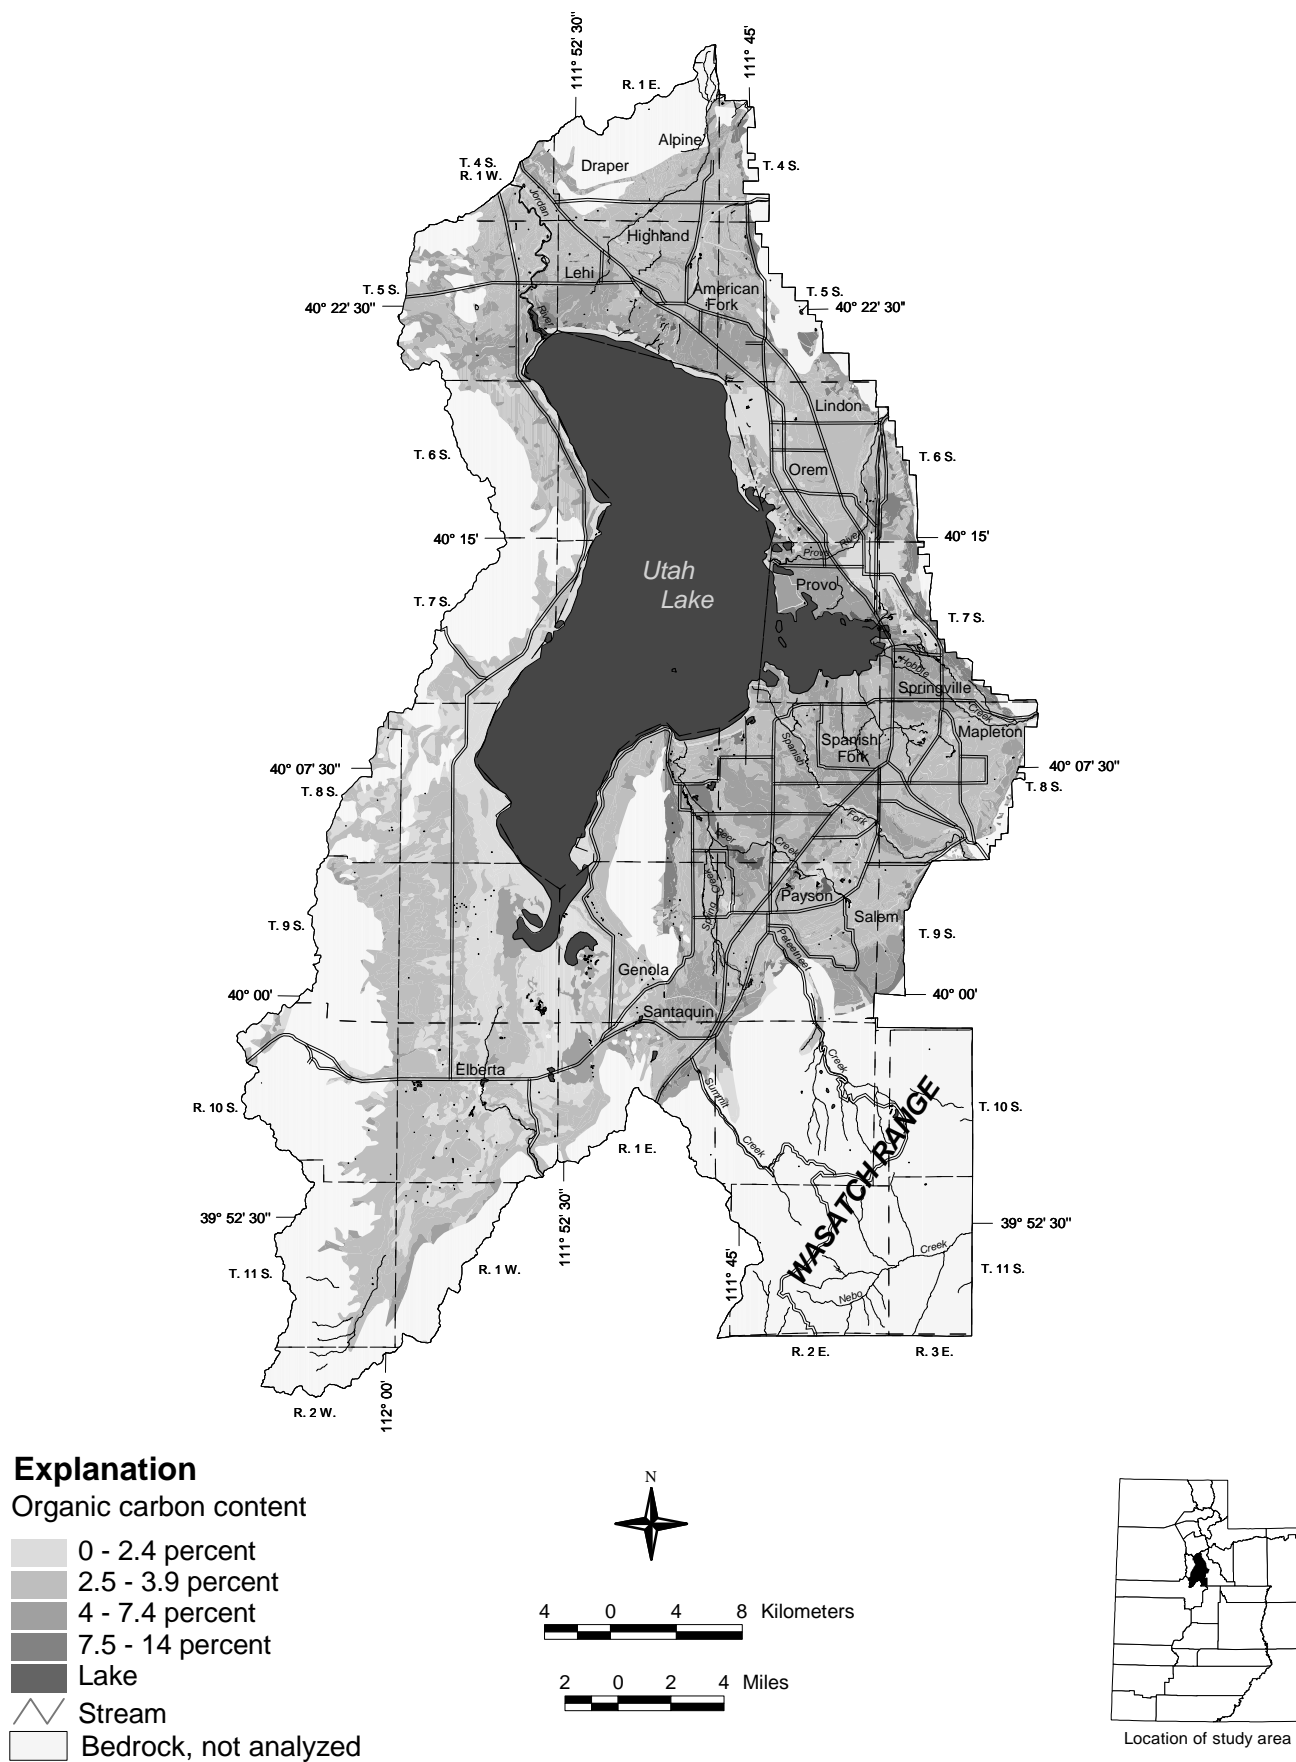 111° 52' 30"
111° 45'
R. 1 E.
Alpine
Draper
T. 4 S.
R. 1 W.
T. 4 S.
Jordan
Highland
Lehi
American
Fork
T. 5 S.
40° 22' 30"
T. 5 S.
40° 22' 30"
River
Lindon
T. 6 S.
T. 6 S.
Orem
40° 15'
40° 15'
Provo
River
Utah
Lake
Provo
T. 7 S.
T. 7 S.
Hobble
Springville
Creek
Mapleton
Spanish
Spanish
Fork
40° 07' 30"
T. 8 S.
40° 07' 30"
T. 8 S.
Fork
Beer
Creek
Spring
Creek
Payson
Salem
T. 9 S.
T. 9 S.
Peteetneet
Genola
40° 00'
40° 00'
Santaquin
Elberta
Creek
Summit
Creek
R. 10 S.
T. 10 S.
R. 1 E.
WASATCH RANGE
39° 52' 30"
39° 52' 30"
111° 52' 30"
111° 45'
Creek
Nebo
T. 11 S.
R. 1 W.
T. 11 S.
R. 2 E.
R. 3 E.
112° 00'
R. 2 W.
Explanation
Organic carbon content
0 - 2.4 percent
2.5 - 3.9 percent
4 - 7.4 percent
7.5 - 14 percent
Lake
Stream
Bedrock, not analyzed
N
4 0 4 8 Kilometers
2 0 2 4 Miles
Location of study area